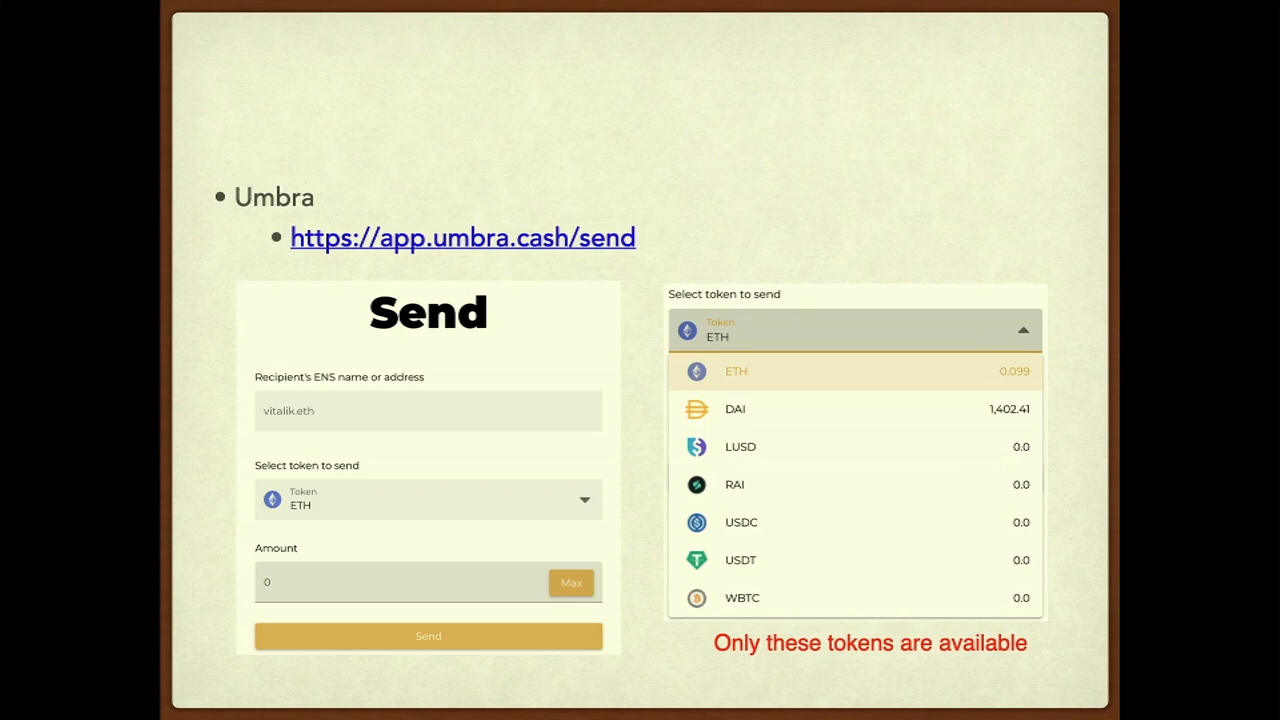 • Umbra
• https://app.umbra.cash/send
Send
Recipient's ENS name or address
vitalik.eth
Select token to send
Token
ETH
Amount
0
Max
Send
Select token to send
Token
ETH
ETH 0.099
DAI 1,402.41
LUSD 0.0
RAI 0.0
USDC 0.0
USDT 0.0
WBTC 0.0
Only these tokens are available